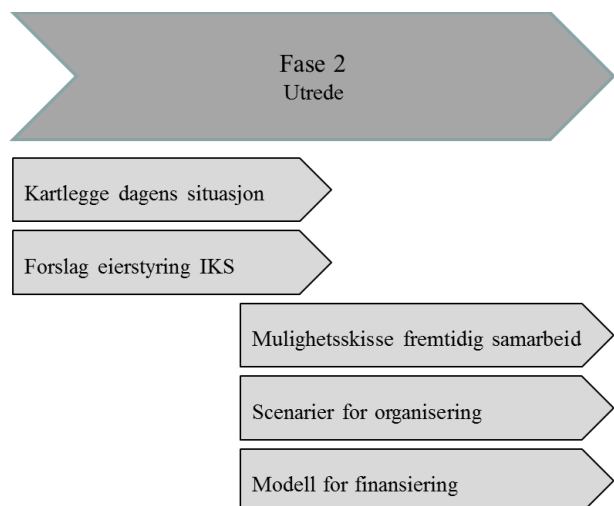 Fase 2
Utrede
Kartlegge dagens situasjon
Forslag eierstyring IKS
Mulighetsskisse fremtidig samarbeid
Scenarier for organisering
Modell for finansiering